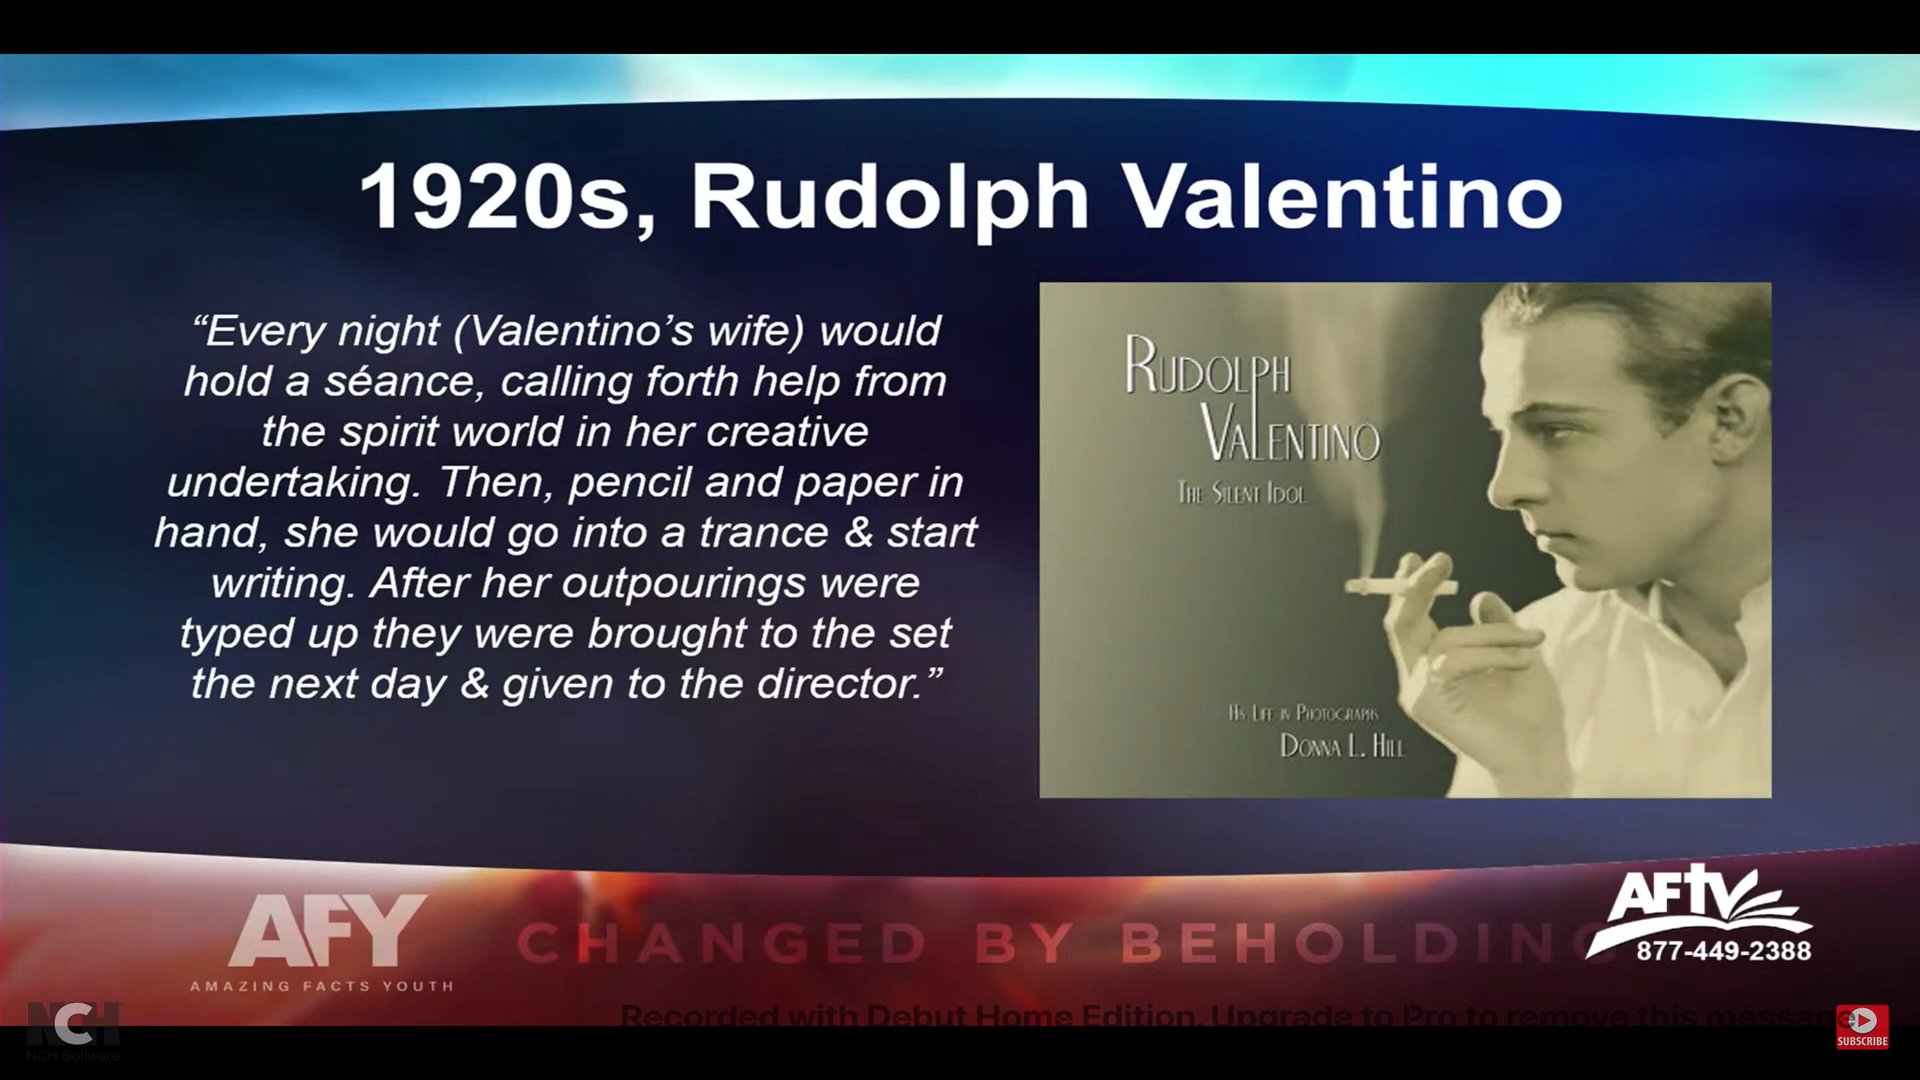 1920s, Rudolph Valentino
“Every night (Valentino’s wife) would
hold a séance, calling forth help from
the spirit world in her creative
undertaking. Then, pencil and paper in
hand, she would go into a trance & start
writing. After her outpourings were
typed up they were brought to the set
the next day & given to the director.”
RUDOLPH
VALENTINO
THE SILENT IDOL
HIS LIFE IN PHOTOGRAPHS
DONNA L. HILL
AFY
AMAZING FACTS YOUTH
CHANGED BY BEHOLDING
AFTV
877-449-2388
NCH
NCH Software
Recorded with Debut Home Edition. Upgrade to Pro to remove this message
SUBSCRIBE